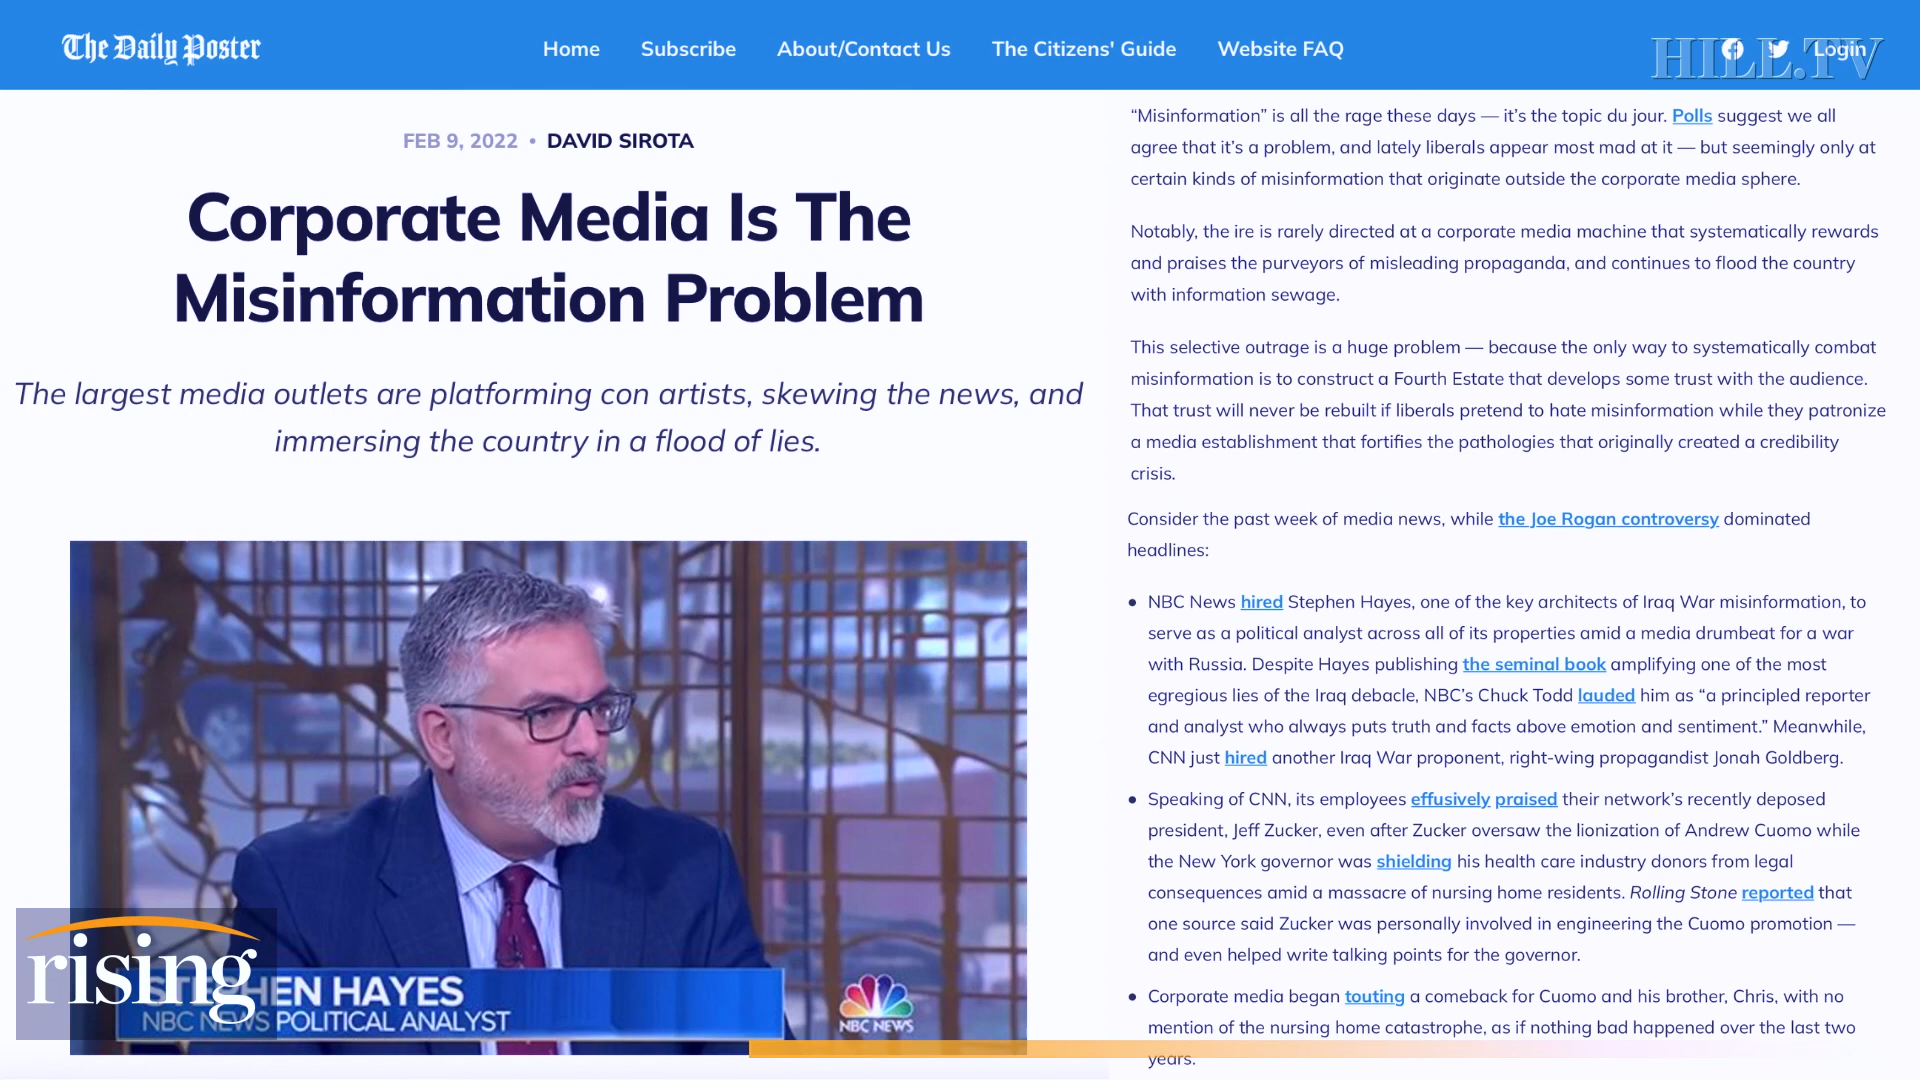 The Daily Poster
Home
Subscribe
About/Contact Us
The Citizens' Guide
Website FAQ
Login
HILL.TV
FEB 9, 2022 • DAVID SIROTA
Corporate Media Is The
Misinformation Problem
The largest media outlets are platforming con artists, skewing the news, and
immersing the country in a flood of lies.
rising
STEPHEN HAYES
NBC NEWS POLITICAL ANALYST
NBC NEWS
“Misinformation” is all the rage these days — it’s the topic du jour. Polls suggest we all
agree that it’s a problem, and lately liberals appear most mad at it — but seemingly only at
certain kinds of misinformation that originate outside the corporate media sphere.
Notably, the ire is rarely directed at a corporate media machine that systematically rewards
and praises the purveyors of misleading propaganda, and continues to flood the country
with information sewage.
This selective outrage is a huge problem — because the only way to systematically combat
misinformation is to construct a Fourth Estate that develops some trust with the audience.
That trust will never be rebuilt if liberals pretend to hate misinformation while they patronize
a media establishment that fortifies the pathologies that originally created a credibility
crisis.
Consider the past week of media news, while the Joe Rogan controversy dominated
headlines:
• NBC News hired Stephen Hayes, one of the key architects of Iraq War misinformation, to
serve as a political analyst across all of its properties amid a media drumbeat for a war
with Russia. Despite Hayes publishing the seminal book amplifying one of the most
egregious lies of the Iraq debacle, NBC’s Chuck Todd lauded him as “a principled reporter
and analyst who always puts truth and facts above emotion and sentiment.” Meanwhile,
CNN just hired another Iraq War proponent, right-wing propagandist Jonah Goldberg.
• Speaking of CNN, its employees effusively praised their network’s recently deposed
president, Jeff Zucker, even after Zucker oversaw the lionization of Andrew Cuomo while
the New York governor was shielding his health care industry donors from legal
consequences amid a massacre of nursing home residents. Rolling Stone reported that
one source said Zucker was personally involved in engineering the Cuomo promotion —
and even helped write talking points for the governor.
• Corporate media began touting a comeback for Cuomo and his brother, Chris, with no
mention of the nursing home catastrophe, as if nothing bad happened over the last two
years.